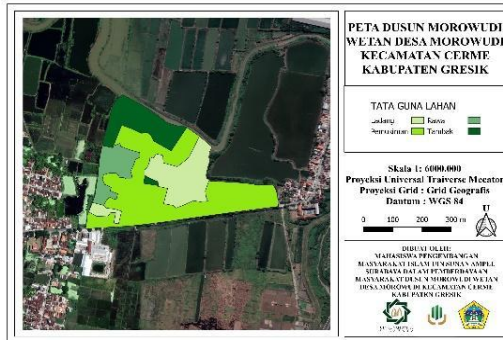 PETA DUSUN MOROWUDI
WETAN DESA MOROWUDI
KECAMATAN CERME
KABUPATEN GRESIK
TATA GUNA LAHAN
Ladang Rawa
Pemukiman Tambak
Skala 1: 6000.000
Proyeksi Universal Traiverse Mecator
Proyeksi Grid : Grid Geografis
Dantum : WGS 84
U
0 100 200 300 m
DIBUAT OLEH:
MAHASISWA PENGEMBANGAN
MASYARAKAT ISLAM UIN SUNAN AMPEL
SURABAYA DALAM PEMBERDAYAAN
MASYARAKAT DUSUN MOROWUDI WETAN
DESA MOROWUDI KECAMATAN CERME
KABUPATEN GRESIK